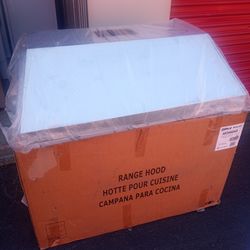 RANGE HOOD
HOTTE POUR CUISINE
CAMPANA PARA COCINA